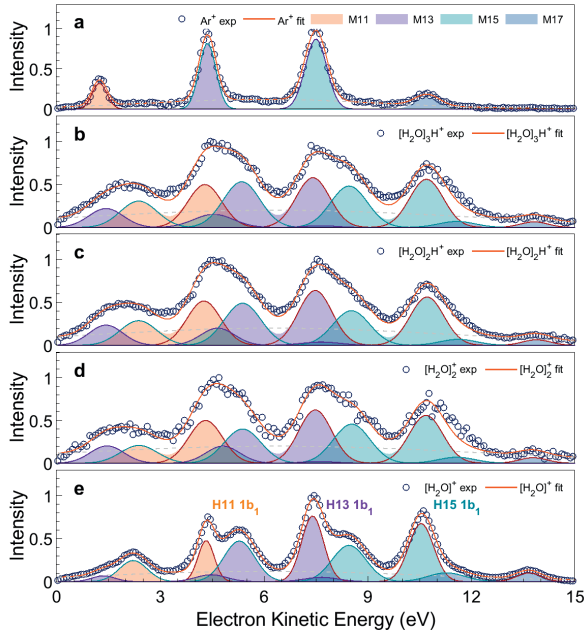 a
Ar⁺ exp
Ar⁺ fit
M11
M13
M15
M17
Intensity
1
0.5
0
b
[H₂O]₃H⁺ exp
[H₂O]₃H⁺ fit
Intensity
1
0.5
0
c
[H₂O]₂H⁺ exp
[H₂O]₂H⁺ fit
Intensity
1
0.5
0
d
[H₂O]₂⁺ exp
[H₂O]₂⁺ fit
Intensity
1
0.5
0
e
[H₂O]⁺ exp
[H₂O]⁺ fit
H11 1b₁
H13 1b₁
H15 1b₁
Intensity
1
0.5
0
0 3 6 9 12 15
Electron Kinetic Energy (eV)